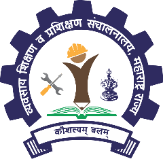 व्यवसाय शिक्षण व प्रशिक्षण संचालनालय, महाराष्ट्र राज्य
कौशल्यम् बलम्